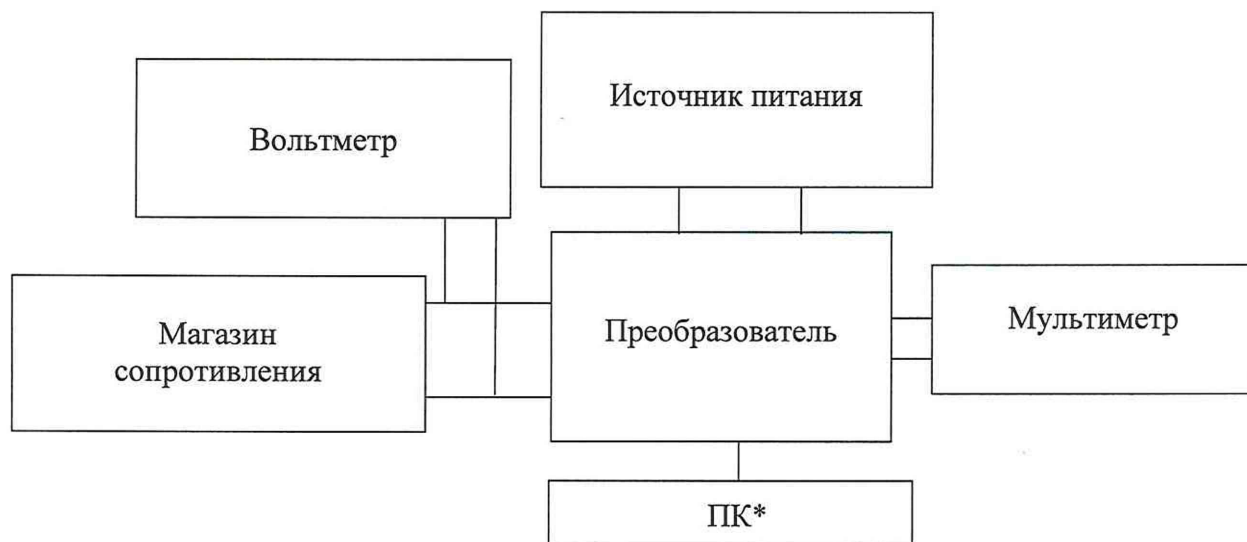 Источник питания
Вольтметр
Магазин
сопротивления
Преобразователь
Мультиметр
ПК*